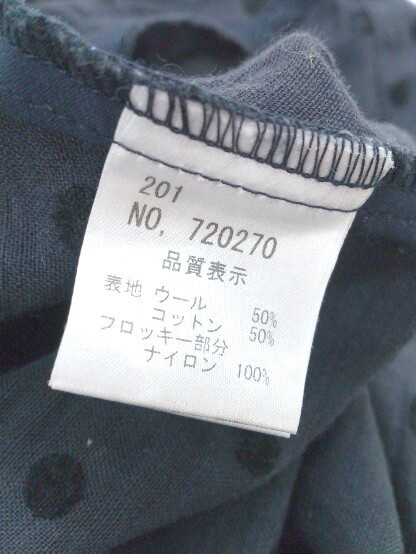 201
NO, 720270
品質表示
表地 ウール 50%
コットン 50%
フロッキー部分
ナイロン 100%